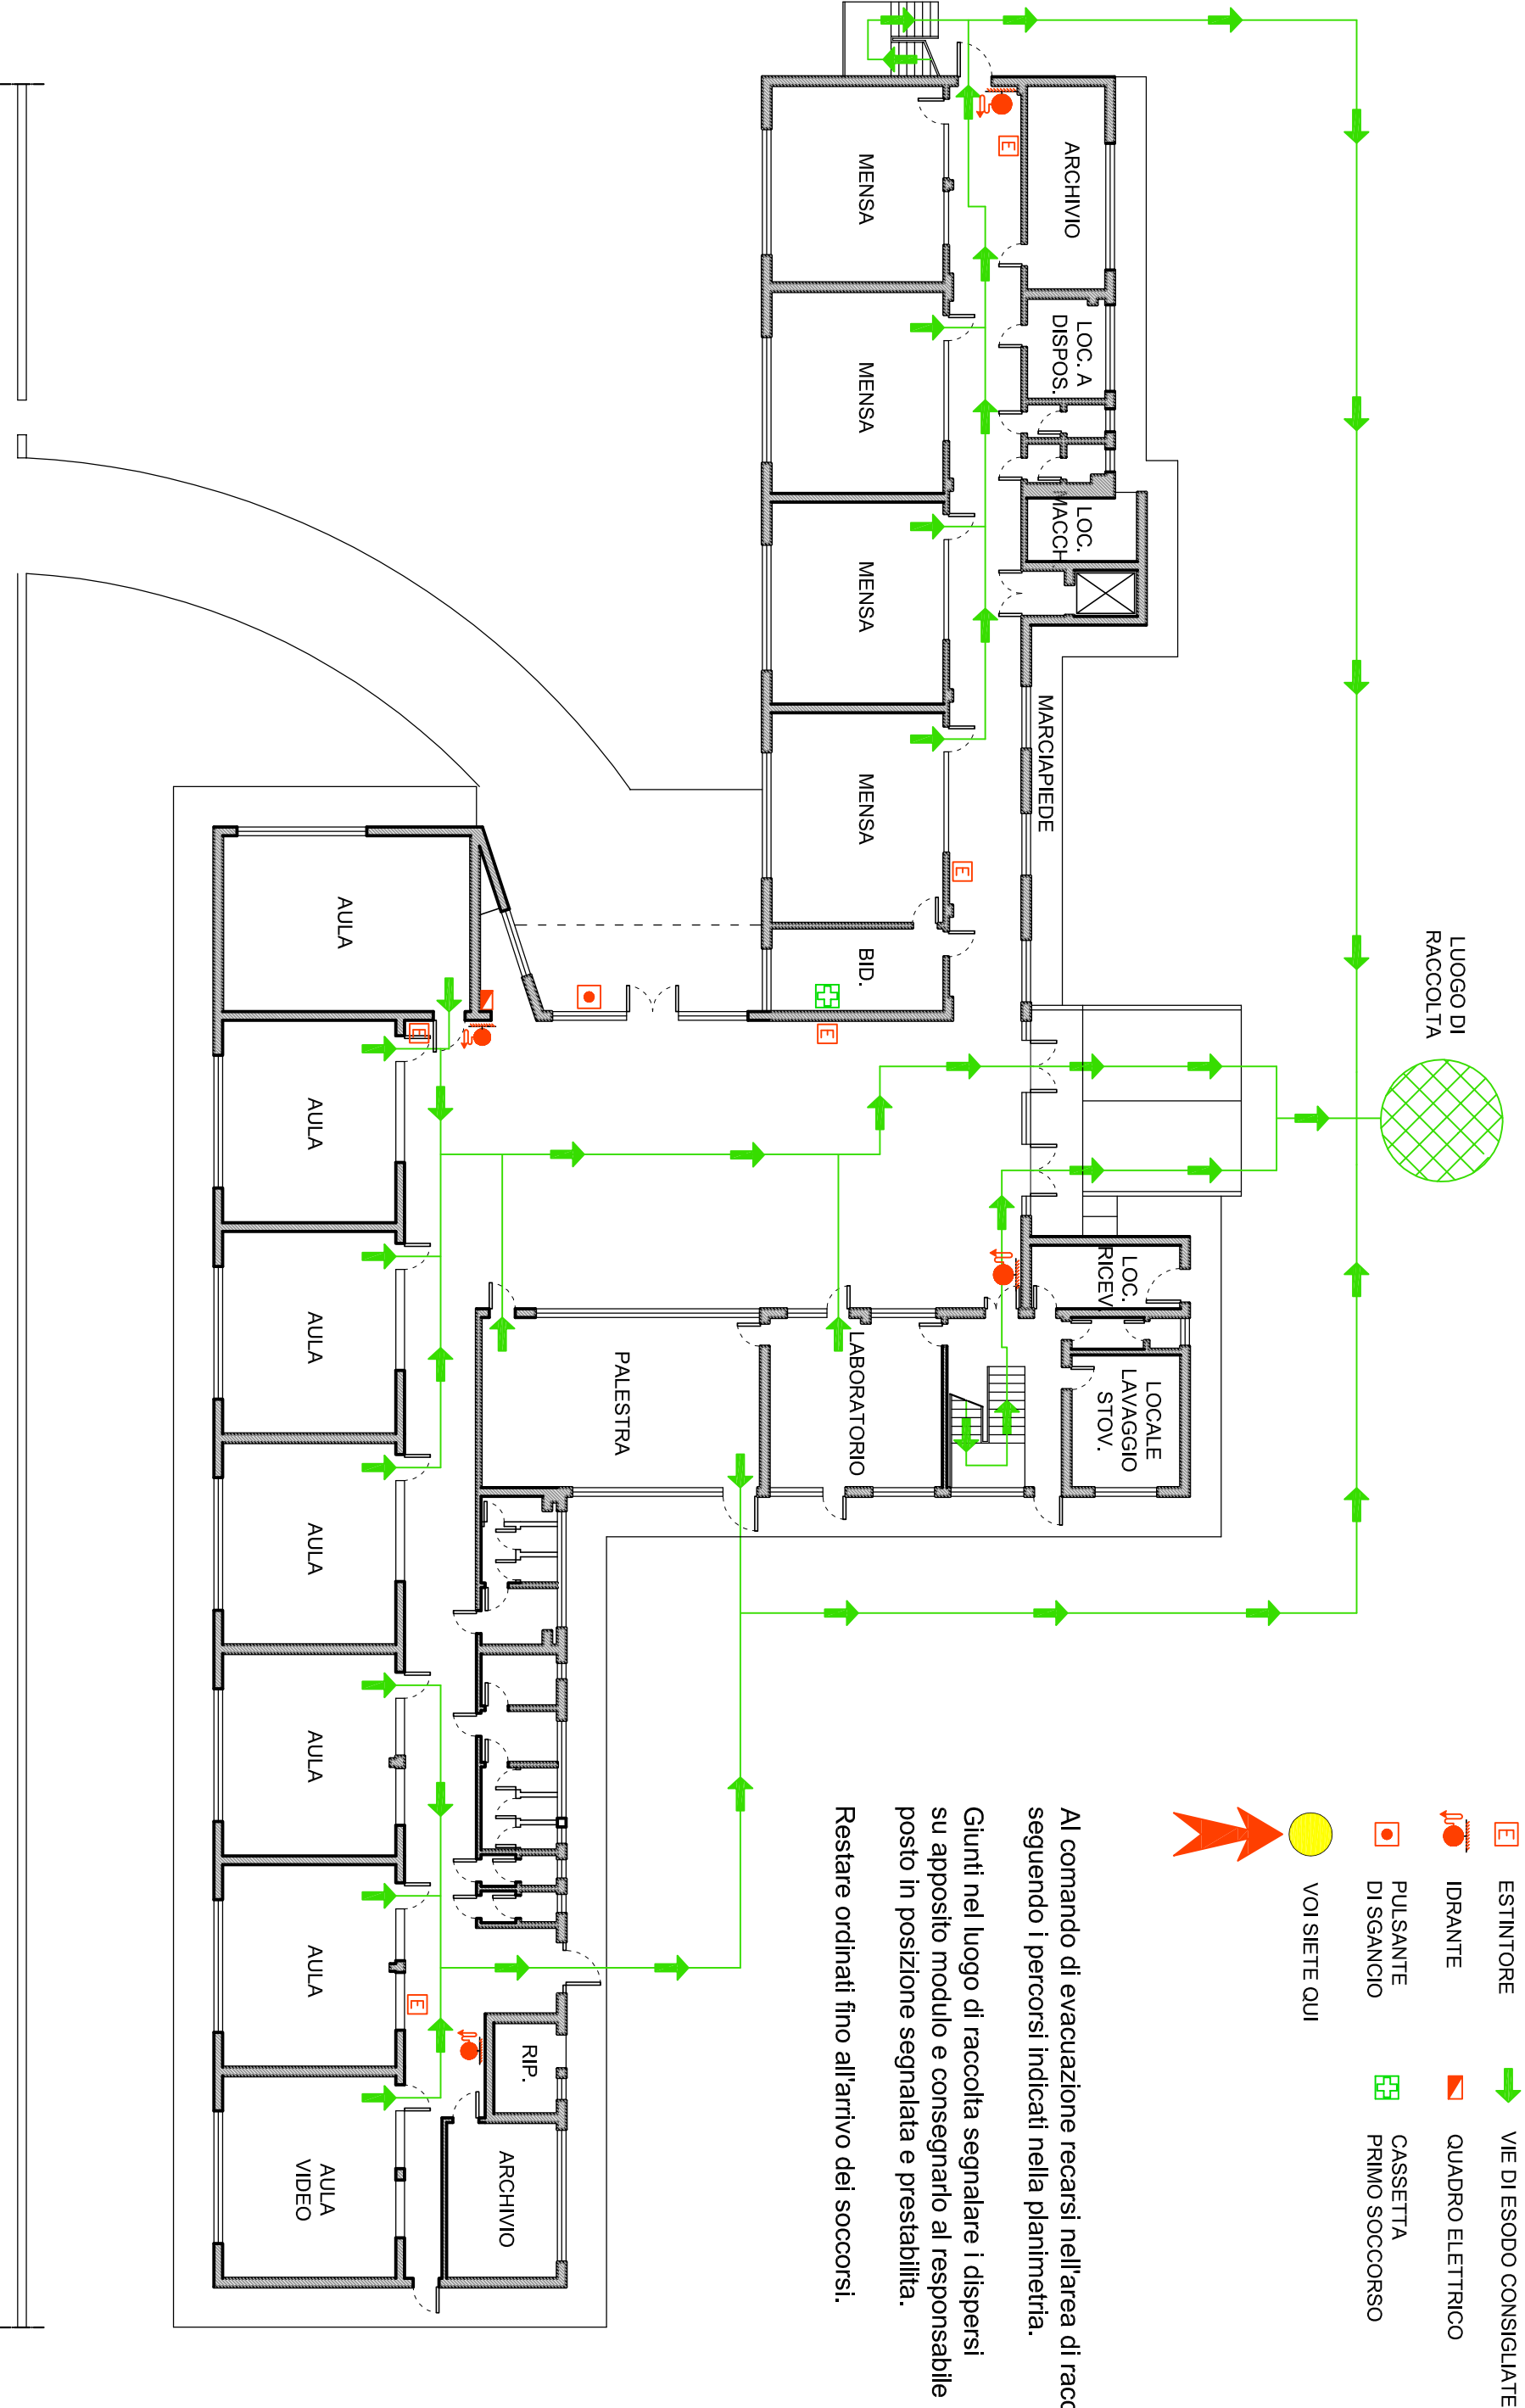 LUOGO DI
RACCOLTA
ESTINTORE
VIE DI ESODO CONSIGLIATE
IDRANTE
QUADRO ELETTRICO
PULSANTE
DI SGANCIO
CASSETTA
PRIMO SOCCORSO
VOI SIETE QUI
Al comando di evacuazione recarsi nell'area di racc
seguendo i percorsi indicati nella planimetria.
Giunti nel luogo di raccolta segnalare i dispersi
su apposito modulo e consegnarlo al responsabile
posto in posizione segnalata e prestabilita.
Restare ordinati fino all'arrivo dei soccorsi.
ARCHIVIO
LOC. A
DISPOS.
LOC.
MACCH
MARCIAPIEDE
LOC.
RICEV
LOCALE
LAVAGGIO
STOV.
MENSA
MENSA
MENSA
MENSA
BID.
LABORATORIO
PALESTRA
RIP.
ARCHIVIO
AULA
AULA
AULA
AULA
AULA
AULA
AULA
VIDEO
E
E
E
E
E
E